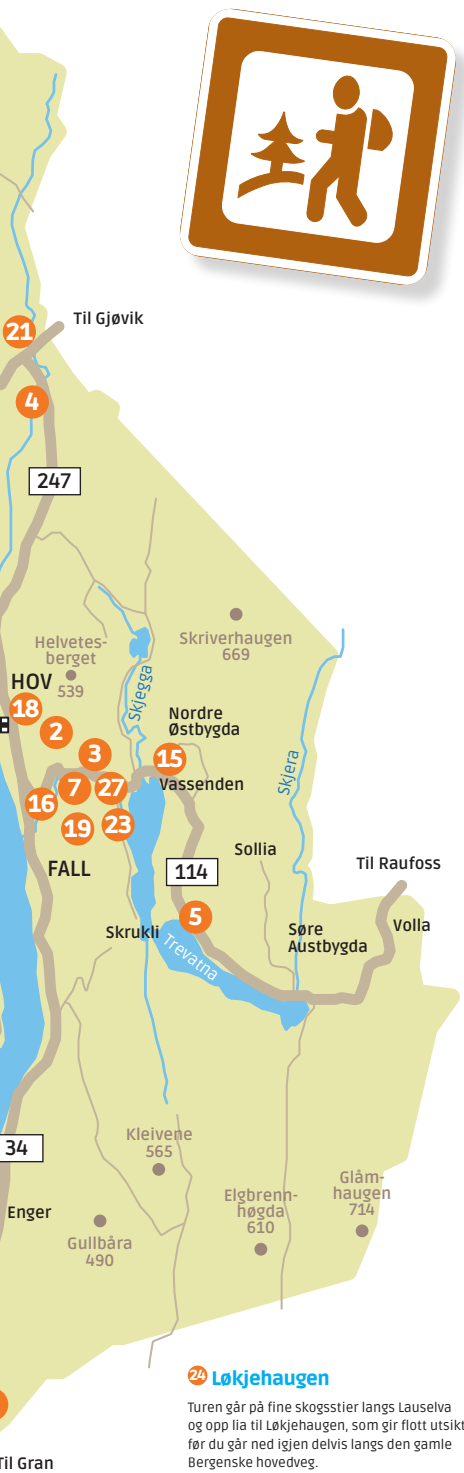 Til Gjøvik
21
4
247
Skriverhaugen
669
Helvetes-
berget
539
HOV
18
2
Skjegga
Nordre
Østbygda
3
15
Skjera
7
27
Vassenden
16
19
23
FALL
Sollia
114
Til Raufoss
5
Skrukli
Trevatna
Søre
Austbygda
Volla
Kleivene
565
34
Enger
Gullbåra
490
Elgbrenn-
høgda
610
Glåm-
haugen
714
24 Løkjehaugen
Turen går på fine skogsstier langs Lauselva
og opp lia til Løkjehaugen, som gir flott utsikt
før du går ned igjen delvis langs den gamle
Bergenske hovedveg.
Til Gran